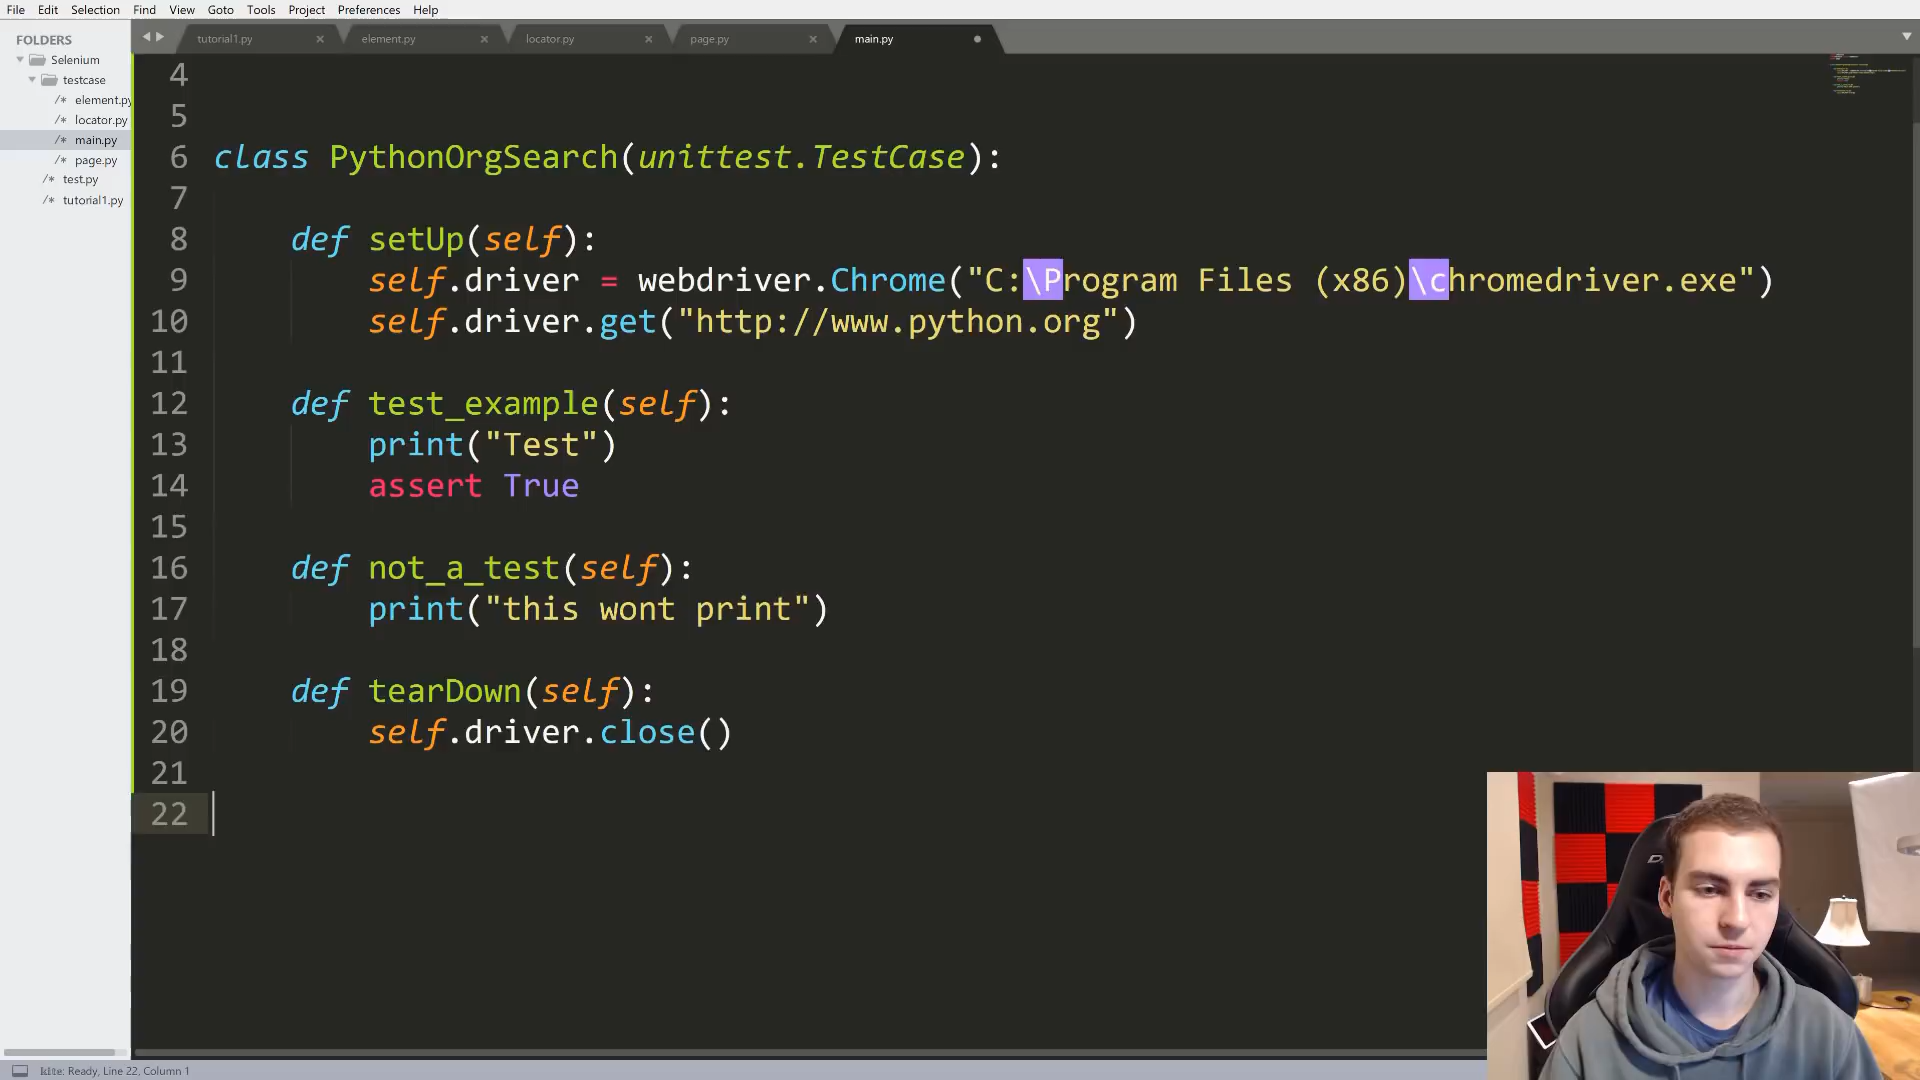 File Edit Selection Find View Goto Tools Project Preferences Help
FOLDERS
Selenium
testcase
/* element.py
/* locator.py
/* main.py
/* page.py
/* test.py
/* tutorial1.py
tutorial1.py × element.py × locator.py × page.py × main.py
4
5
6 class PythonOrgSearch(unittest.TestCase):
7
8 def setUp(self):
9 self.driver = webdriver.Chrome("C:\Program Files (x86)\chromedriver.exe")
10 self.driver.get("http://www.python.org")
11
12 def test_example(self):
13 print("Test")
14 assert True
15
16 def not_a_test(self):
17 print("this wont print")
18
19 def tearDown(self):
20 self.driver.close()
21
22
kite: Ready, Line 22, Column 1